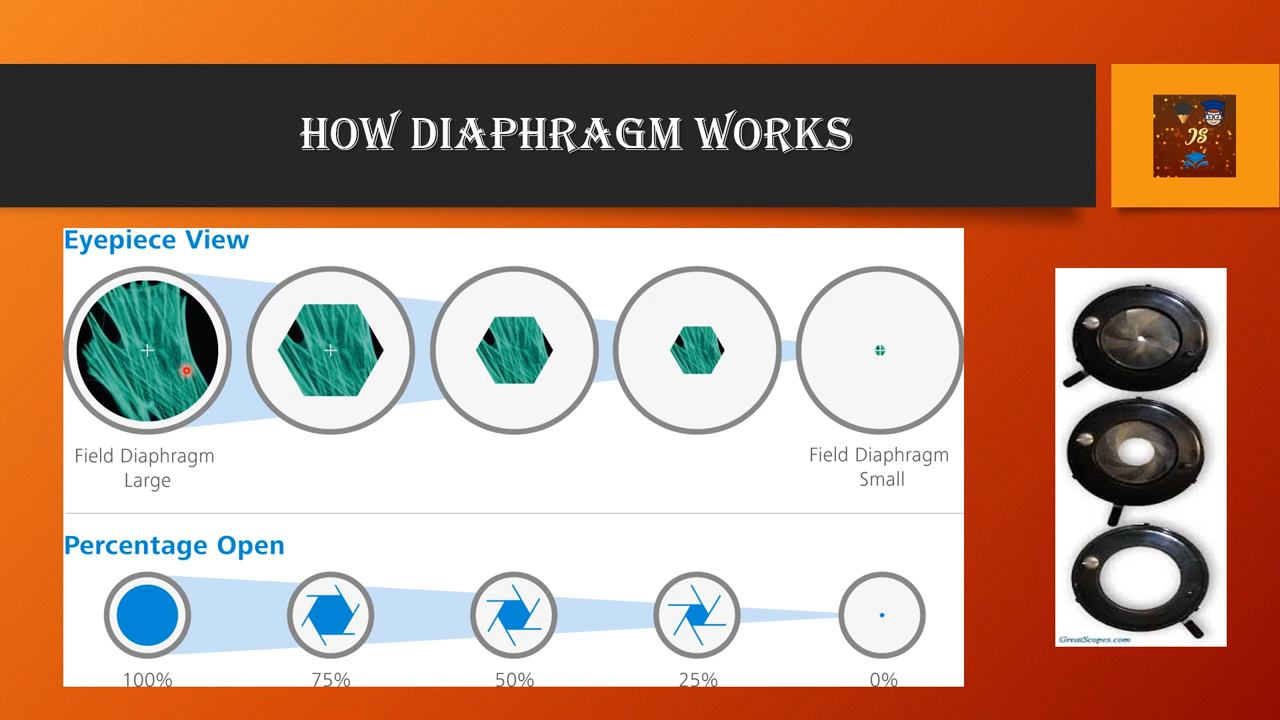 HOW DIAPHRAGM WORKS
JS
Eyepiece View
Field Diaphragm
Large
Field Diaphragm
Small
Percentage Open
100%
75%
50%
25%
0%
GreatScopes.com